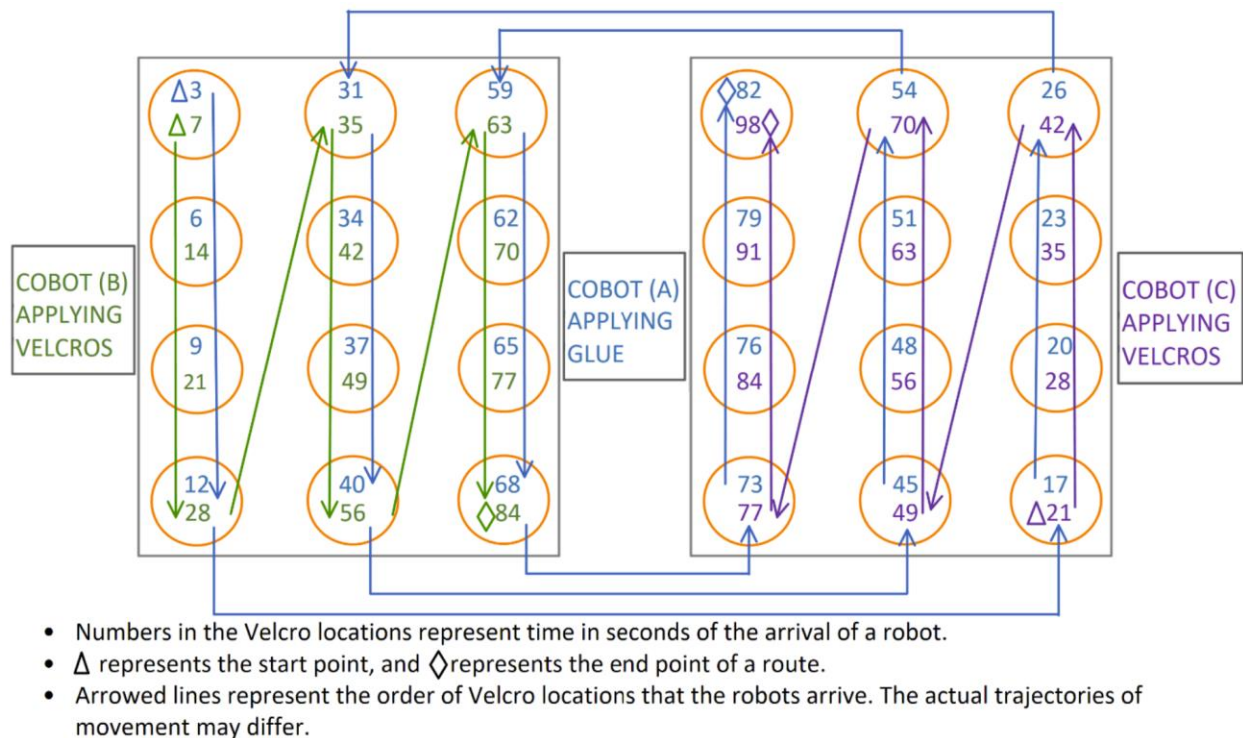 Δ3 31 59 ◊82 54 26
Δ 7 35 63 98◊ 70 42
6 34 62 79 51 23
14 42 70 91 63 35
COBOT (B)
APPLYING
VELCROS
COBOT (A)
APPLYING
GLUE
COBOT (C)
APPLYING
VELCROS
9 37 65 76 48 20
21 49 77 84 56 28
12 40 68 73 45 17
28 56 ◊84 77 49 Δ21
• Numbers in the Velcro locations represent time in seconds of the arrival of a robot.
• Δ represents the start point, and ◊represents the end point of a route.
• Arrowed lines represent the order of Velcro locations that the robots arrive. The actual trajectories of
movement may differ.